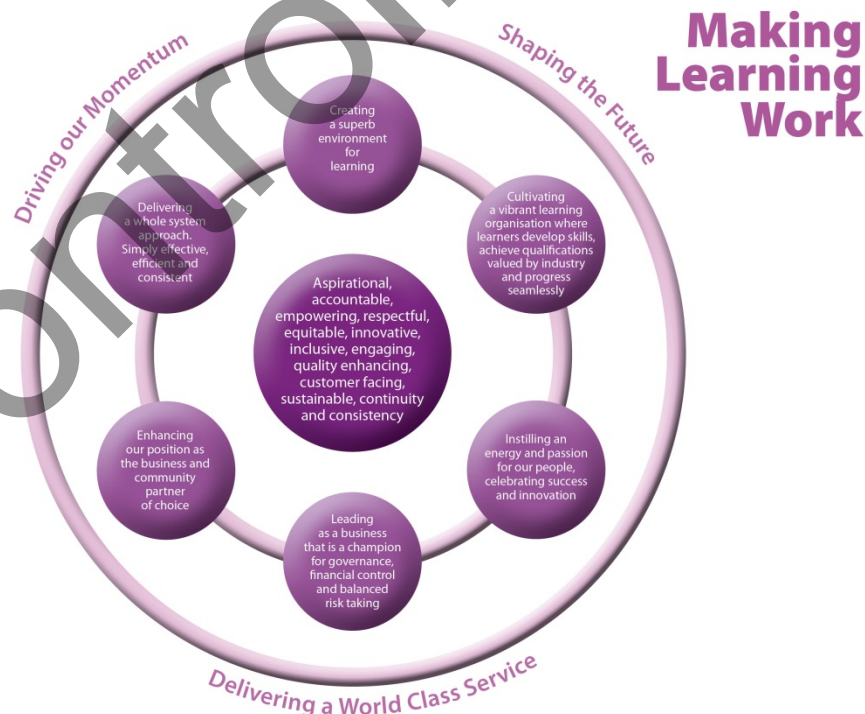 Making
Learning
Work
Driving our Momentum
Shaping the Future
Creating
a superb
environment
for
learning
Delivering
a whole system
approach.
Simply effective,
efficient and
consistent
Cultivating
a vibrant learning
organisation where
learners develop skills,
achieve qualifications
valued by industry
and progress
seamlessly
Aspirational,
accountable,
empowering, respectful,
equitable, innovative,
inclusive, engaging,
quality enhancing,
customer facing,
sustainable, continuity
and consistency
Enhancing
our position as
the business and
community
partner
of choice
Instilling an
energy and passion
for our people,
celebrating success
and innovation
Leading
as a business
that is a champion
for governance,
financial control
and balanced
risk taking
Delivering a World Class Service